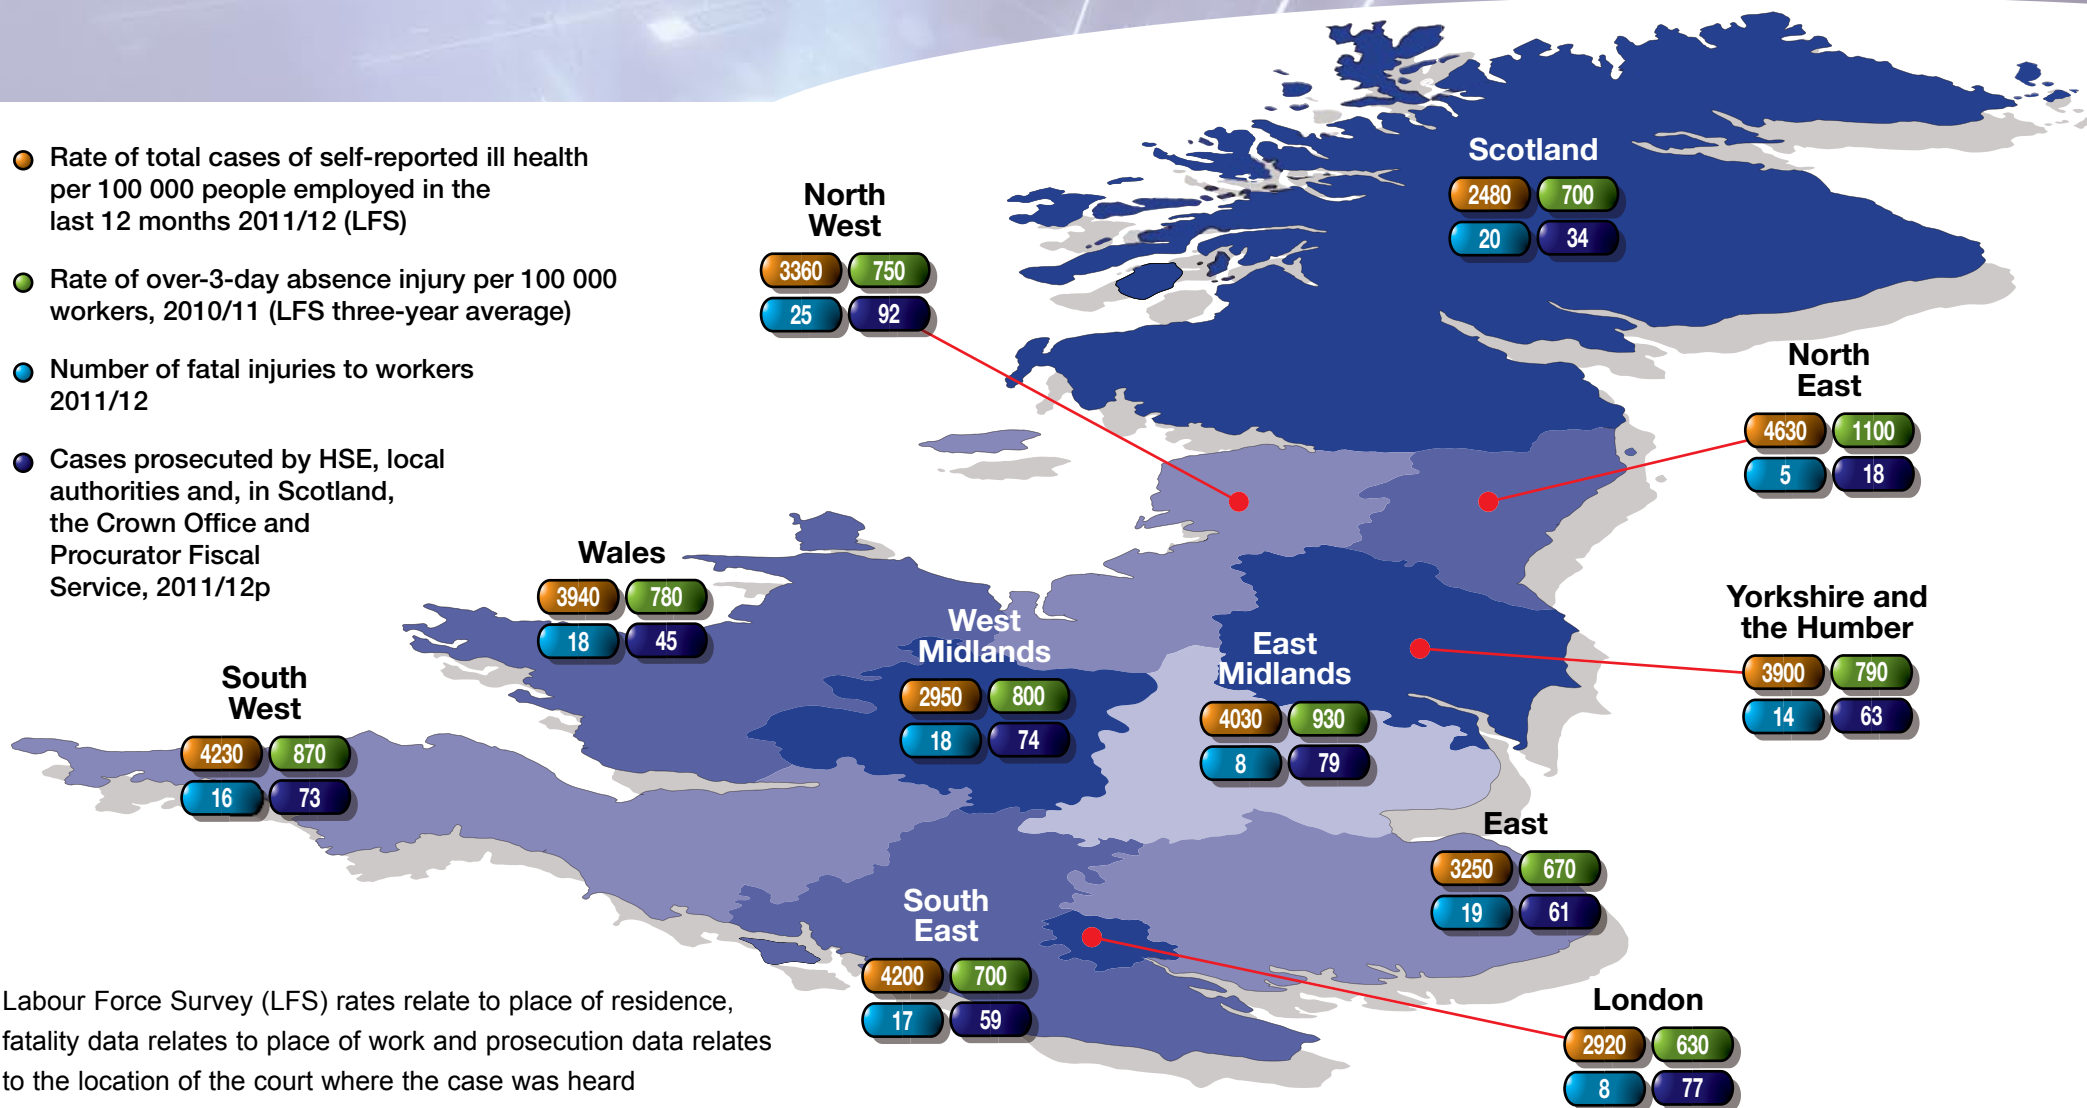 Rate of total cases of self-reported ill health
per 100 000 people employed in the
last 12 months 2011/12 (LFS)
Rate of over-3-day absence injury per 100 000
workers, 2010/11 (LFS three-year average)
Number of fatal injuries to workers
2011/12
Cases prosecuted by HSE, local
authorities and, in Scotland,
the Crown Office and
Procurator Fiscal
Service, 2011/12p
Scotland
2480 700
20 34
North
West
3360 750
25 92
North
East
4630 1100
5 18
Wales
3940 780
18 45
West
Midlands
2950 800
18 74
East
Midlands
4030 930
8 79
Yorkshire and
the Humber
3900 790
14 63
South
West
4230 870
16 73
East
3250 670
19 61
South
East
4200 700
17 59
London
2920 630
8 77
Labour Force Survey (LFS) rates relate to place of residence,
fatality data relates to place of work and prosecution data relates
to the location of the court where the case was heard